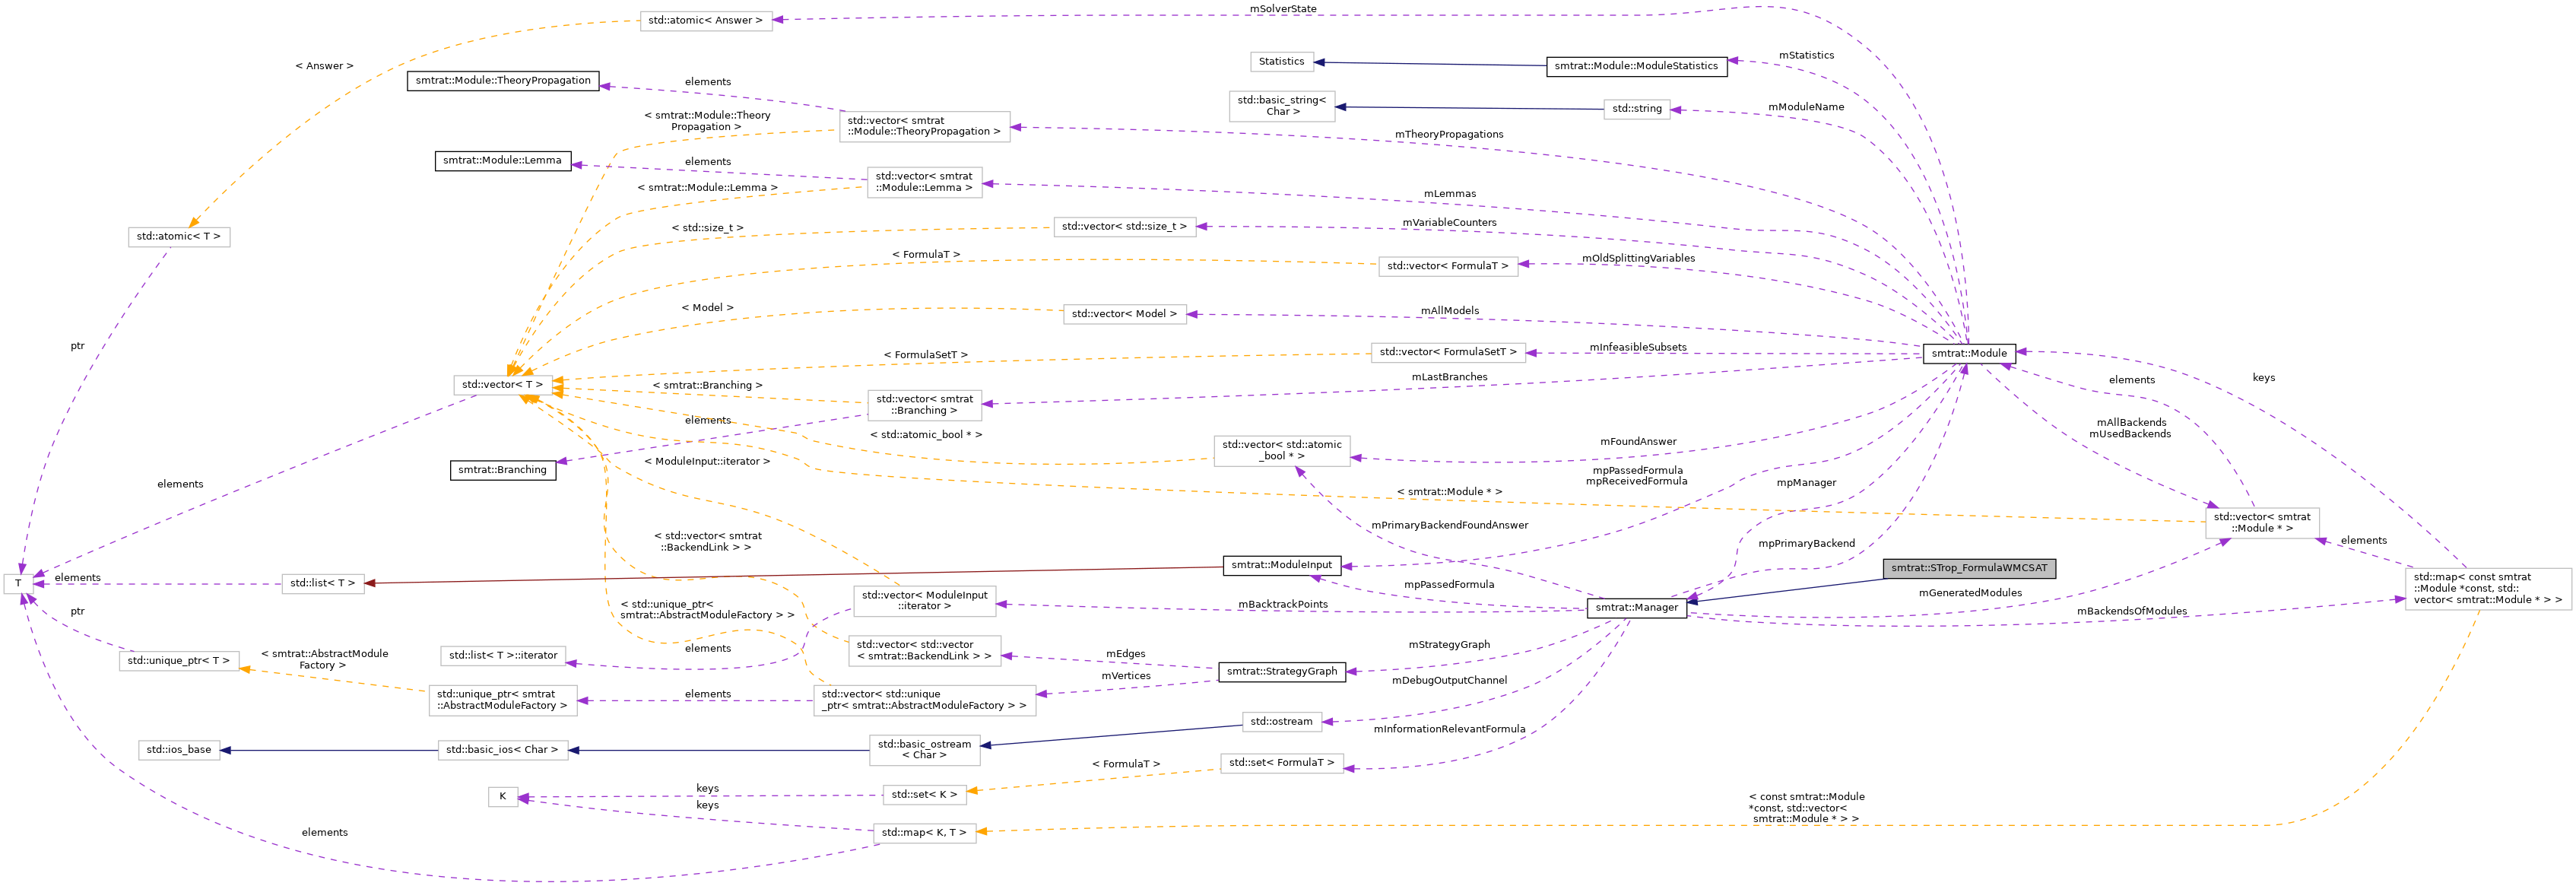 mSolverState
std::atomic< Answer >
mStatistics
Statistics
smtrat::Module::ModuleStatistics
< Answer >
smtrat::Module::TheoryPropagation
elements
std::basic_string<
Char >
std::string
mModuleName
< smtrat::Module::Theory
Propagation >
std::vector< smtrat
::Module::TheoryPropagation >
mTheoryPropagations
smtrat::Module::Lemma
elements
std::vector< smtrat
::Module::Lemma >
< smtrat::Module::Lemma >
mLemmas
< std::size_t >
std::vector< std::size_t >
mVariableCounters
std::atomic< T >
< FormulaT >
std::vector< FormulaT >
mOldSplittingVariables
< Model >
std::vector< Model >
mAllModels
ptr
< FormulaSetT >
std::vector< FormulaSetT >
mInfeasibleSubsets
smtrat::Module
std::vector< T >
< smtrat::Branching >
mLastBranches
elements
keys
std::vector< smtrat
::Branching >
elements
< std::atomic_bool * >
std::vector< std::atomic
_bool * >
mFoundAnswer
mAllBackends
mUsedBackends
smtrat::Branching
< ModuleInput::iterator >
mpPassedFormula
mpReceivedFormula
mpManager
elements
< smtrat::Module * >
std::vector< smtrat
::Module * >
mPrimaryBackendFoundAnswer
< std::vector< smtrat
::BackendLink > >
mpPrimaryBackend
elements
T
elements
std::list< T >
smtrat::ModuleInput
smtrat::STrop_FormulaWMCSAT
mpPassedFormula
mGeneratedModules
std::map< const smtrat
::Module *const, std::
vector< smtrat::Module * > >
ptr
< std::unique_ptr<
smtrat::AbstractModuleFactory > >
std::vector< ModuleInput
::iterator >
mBacktrackPoints
smtrat::Manager
mBackendsOfModules
std::unique_ptr< T >
< smtrat::AbstractModule
Factory >
std::list< T >::iterator
elements
std::vector< std::vector
< smtrat::BackendLink > >
mEdges
mStrategyGraph
smtrat::StrategyGraph
mVertices
mDebugOutputChannel
std::unique_ptr< smtrat
::AbstractModuleFactory >
elements
std::vector< std::unique
_ptr< smtrat::AbstractModuleFactory > >
std::ostream
mInformationRelevantFormula
std::ios_base
std::basic_ios< Char >
std::basic_ostream
< Char >
< FormulaT >
std::set< FormulaT >
K
keys
std::set< K >
keys
< const smtrat::Module
*const, std::vector<
smtrat::Module * > >
elements
std::map< K, T >